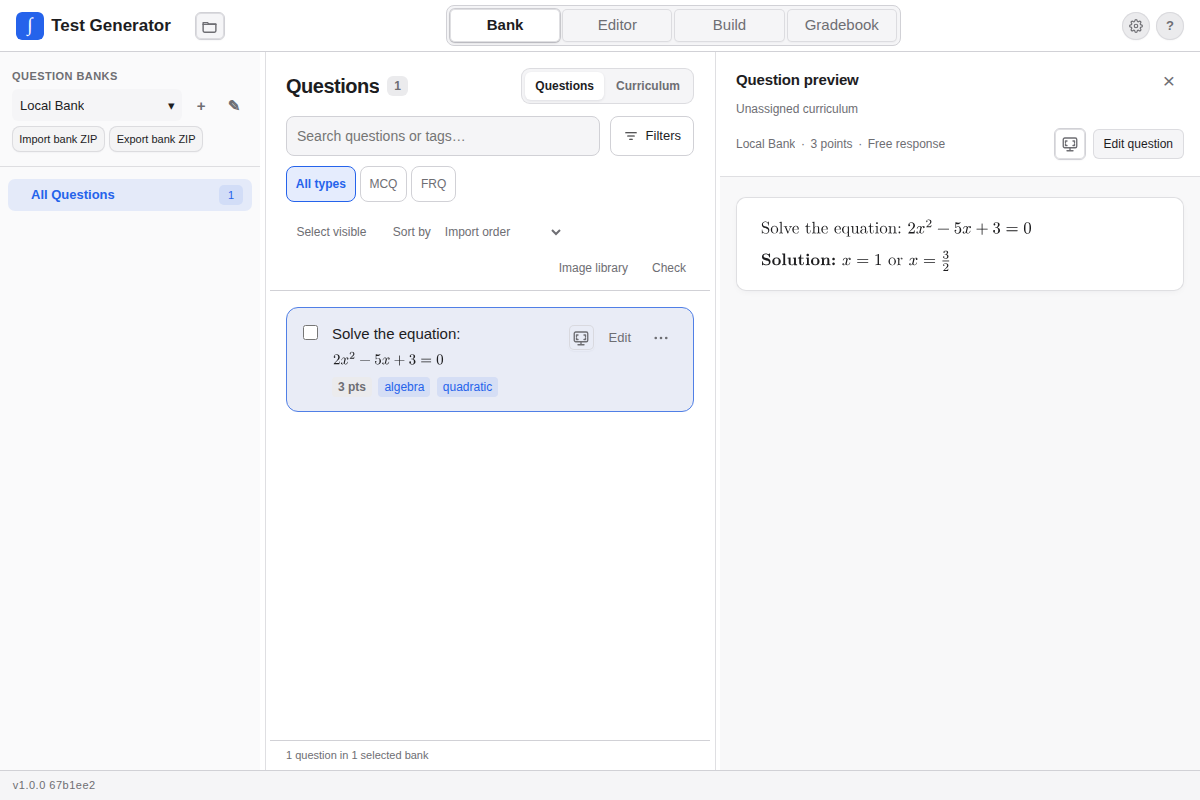 ∫ Test Generator
Bank Editor Build Gradebook
?
QUESTION BANKS
Local Bank
Import bank ZIP Export bank ZIP
All Questions 1
Questions 1
Questions Curriculum
Search questions or tags…
Filters
All types MCQ FRQ
Select visible Sort by Import order
Image library Check
Solve the equation:
2x² − 5x + 3 = 0
Edit
3 pts algebra quadratic
1 question in 1 selected bank
Question preview
Unassigned curriculum
Local Bank · 3 points · Free response
Edit question
Solve the equation: 2x² − 5x + 3 = 0
Solution: x = 1 or x = 3/2
v1.0.0 67b1ee2